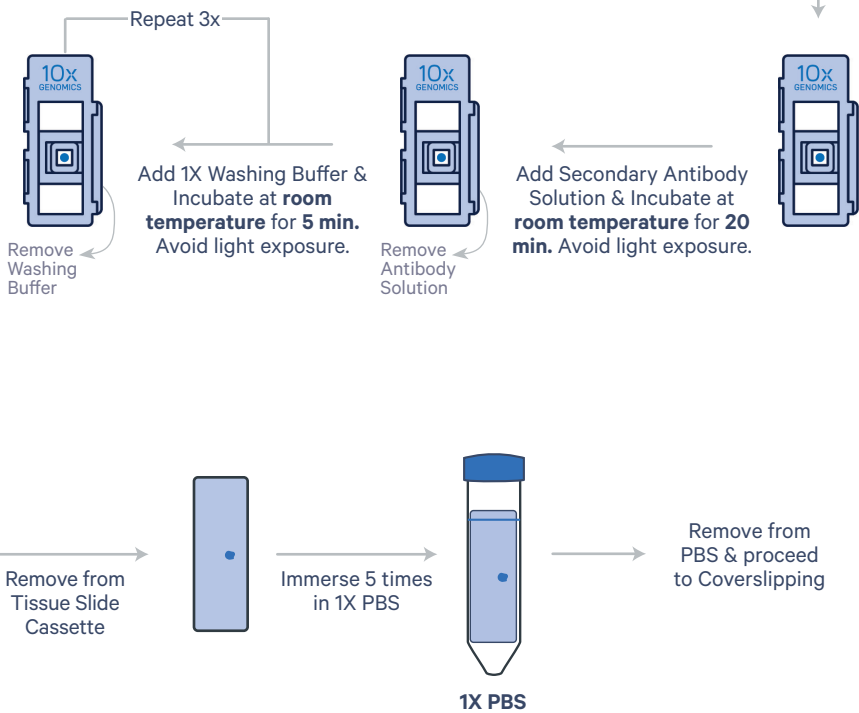 Repeat 3x
10x
GENOMICS
10x
GENOMICS
10x
GENOMICS
Add 1X Washing Buffer &
Incubate at room
temperature for 5 min.
Avoid light exposure.
Add Secondary Antibody
Solution & Incubate at
room temperature for 20
min. Avoid light exposure.
Remove
Washing
Buffer
Remove
Antibody
Solution
Remove from
Tissue Slide
Cassette
Immerse 5 times
in 1X PBS
Remove from
PBS & proceed
to Coverslipping
1X PBS